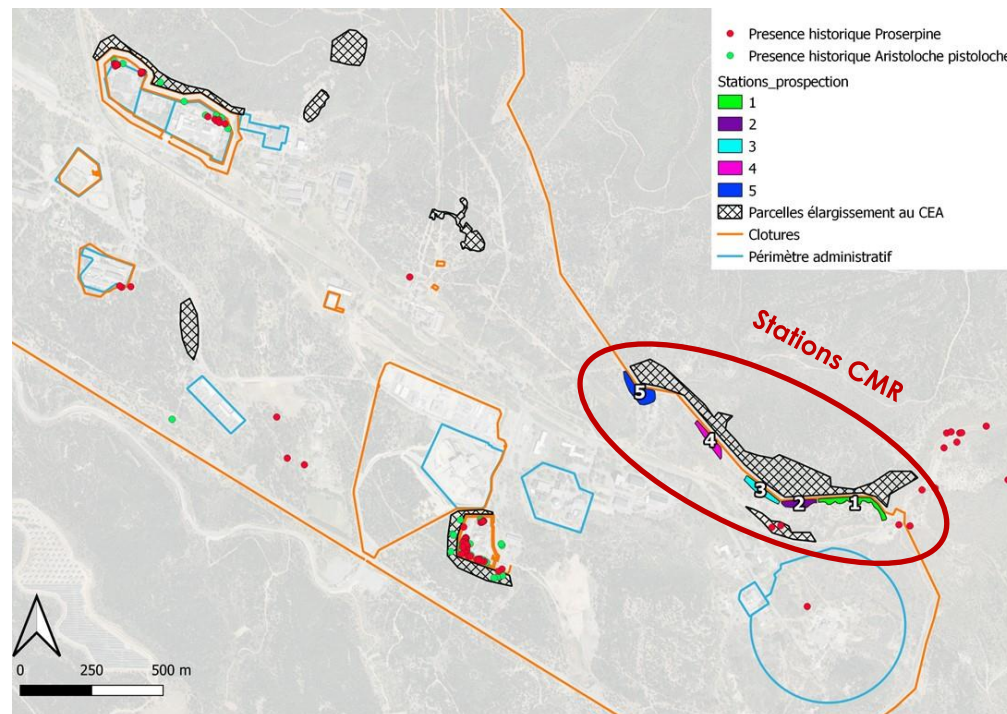 Presence historique Proserpine
Presence historique Aristoloche pistoloche
Stations_prospection
1
2
3
4
5
Parcelles élargissement au CEA
Clotures
Périmètre administratif
Stations CMR
5
4
3
2
1
0 250 500 m